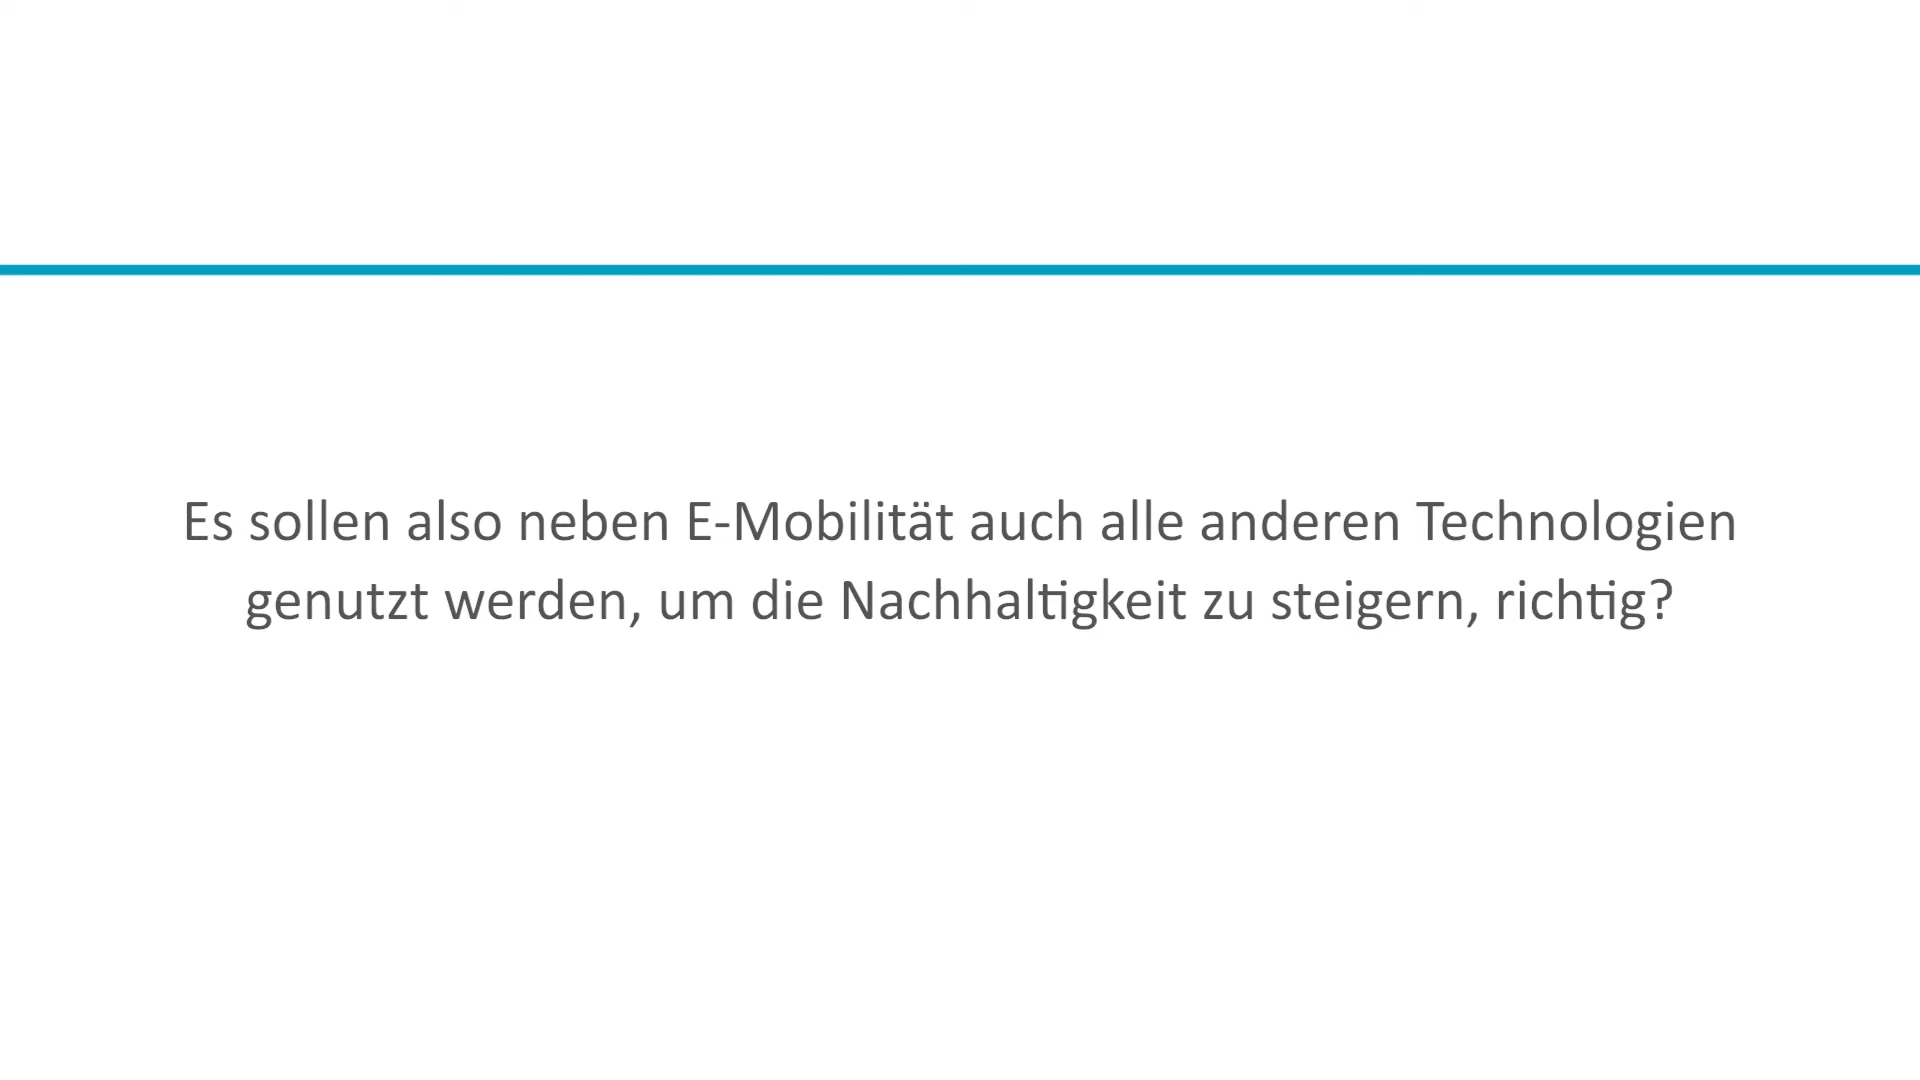 Es sollen also neben E-Mobilität auch alle anderen Technologien
genutzt werden, um die Nachhaltigkeit zu steigern, richtig?